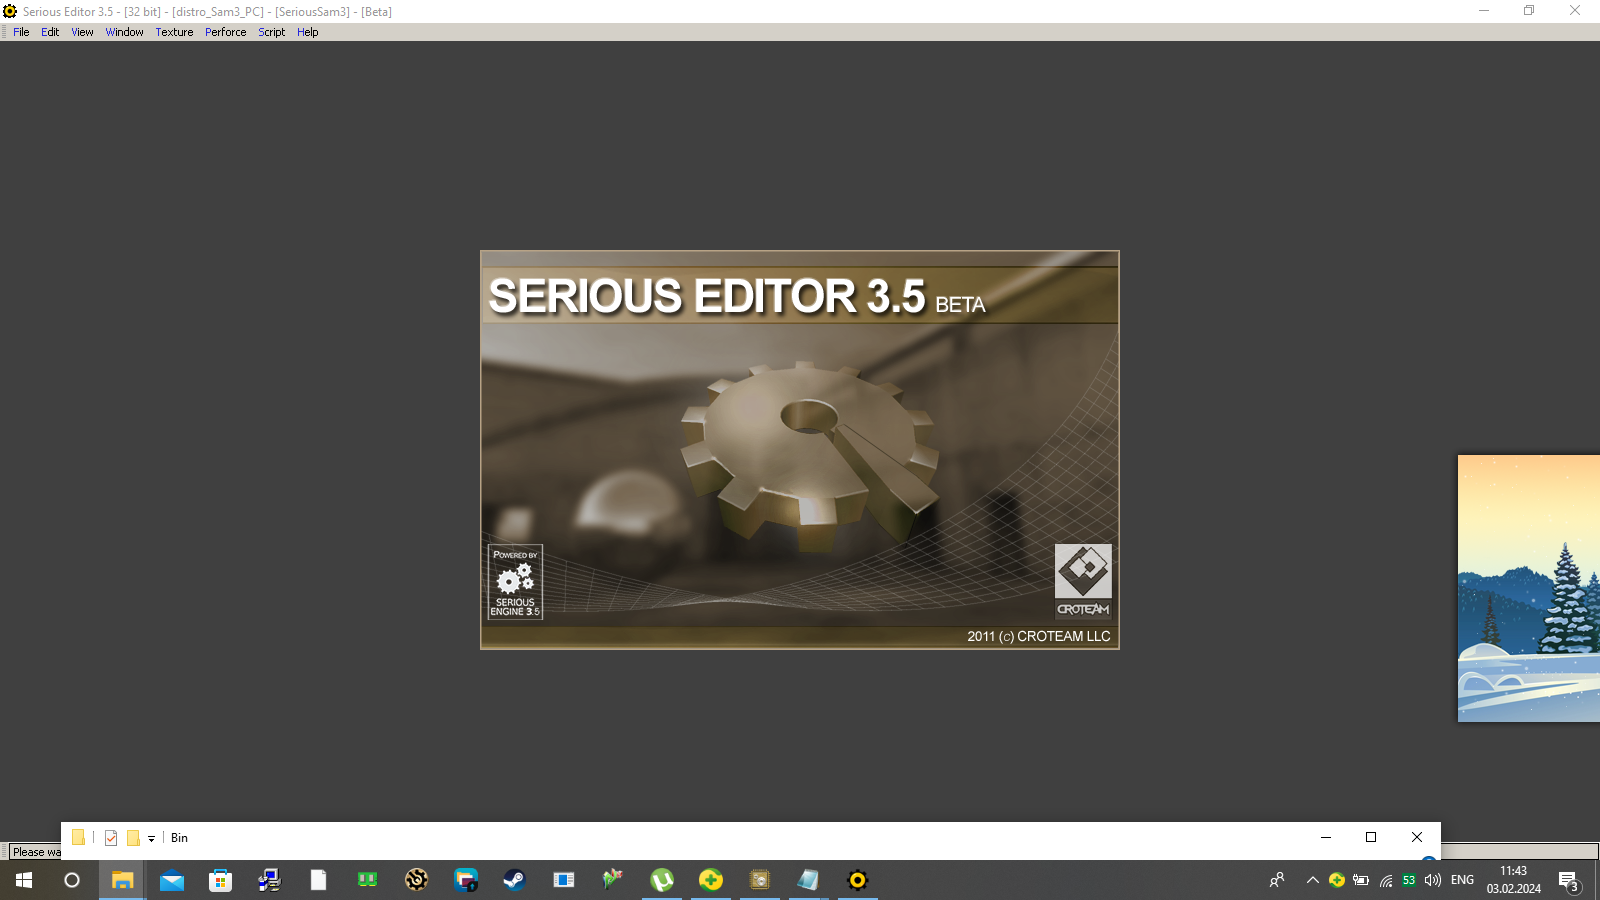 Serious Editor 3.5 - [32 bit] - [distro_Sam3_PC] - [SeriousSam3] - [Beta]
File Edit View Window Texture Perforce Script Help
SERIOUS EDITOR 3.5 BETA
POWERED BY
SERIOUS
ENGINE 3.5
CROTEAM
2011 (c) CROTEAM LLC
Bin
Please wa
53 ENG 11:43
03.02.2024
3